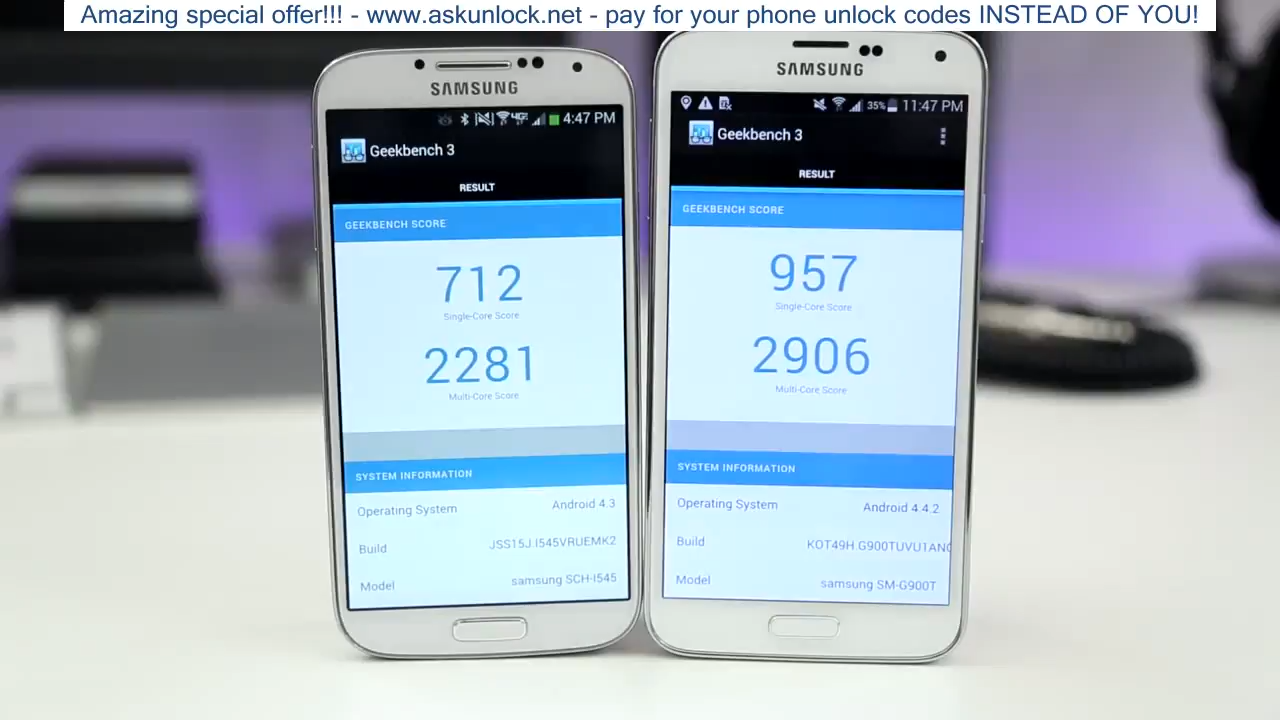 Amazing special offer!!! - www.askunlock.net - pay for your phone unlock codes INSTEAD OF YOU!
SAMSUNG
4G 4:47 PM
Geekbench 3
RESULT
GEEKBENCH SCORE
712
Single-Core Score
2281
Multi-Core Score
SYSTEM INFORMATION
Operating System Android 4.3
Build JSS15J.I545VRUEMK2
Model samsung SCH-I545
SAMSUNG
35% 11:47 PM
Geekbench 3
RESULT
GEEKBENCH SCORE
957
Single-Core Score
2906
Multi-Core Score
SYSTEM INFORMATION
Operating System Android 4.4.2
Build KOT49H.G900TUVU1ANC
Model samsung SM-G900T